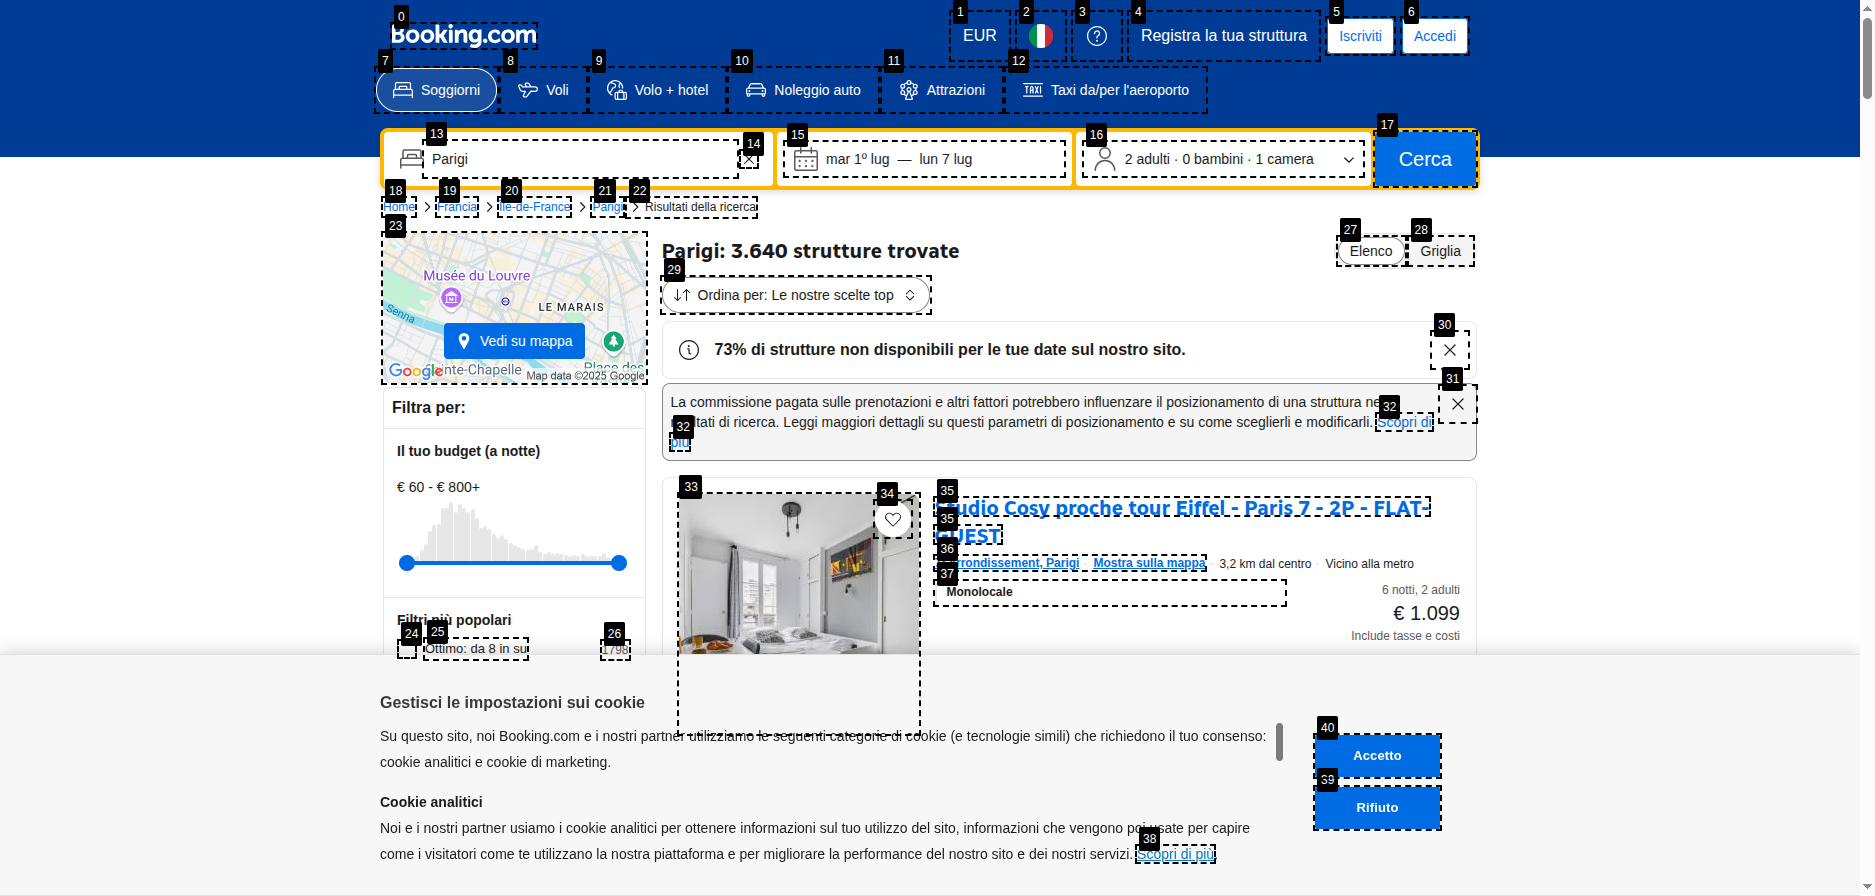 Booking.com
EUR
Registra la tua struttura
Iscriviti
Accedi
Soggiorni
Voli
Volo + hotel
Noleggio auto
Attrazioni
TAXI
Taxi da/per l'aeroporto
Parigi
mar 1º lug — lun 7 lug
2 adulti · 0 bambini · 1 camera
Cerca
Home
Francia
Île-de-France
Parigi
Risultati della ricerca
Musée du Louvre
LE MARAIS
Senna
Vedi su mappa
Place des
Google
Map data ©2025 Google
Filtra per:
Il tuo budget (a notte)
€ 60 - € 800+
Filtri più popolari
Ottimo: da 8 in su
1798
Parigi: 3.640 strutture trovate
Elenco
Griglia
Ordina per: Le nostre scelte top
73% di strutture non disponibili per le tue date sul nostro sito.
La commissione pagata sulle prenotazioni e altri fattori potrebbero influenzare il posizionamento di una struttura
di ricerca. Leggi maggiori dettagli su questi parametri di posizionamento e su come sceglierli e modificarli. Scopri di
più
Studio Cosy proche tour Eiffel - Paris 7 - 2P - FLAT-
GUEST
Parigi · Mostra sulla mappa · 3,2 km dal centro · Vicino alla metro
Monolocale
6 notti, 2 adulti
€ 1.099
Include tasse e costi
Gestisci le impostazioni sui cookie
Su questo sito, noi Booking.com e i nostri partner utilizziamo le seguenti categorie di cookie (e tecnologie simili) che richiedono il tuo consenso:
cookie analitici e cookie di marketing.
Cookie analitici
Noi e i nostri partner usiamo i cookie analitici per ottenere informazioni sul tuo utilizzo del sito, informazioni che vengono poi usate per capire
come i visitatori come te utilizzano la nostra piattaforma e per migliorare la performance del nostro sito e dei nostri servizi. Scopri di più
Accetto
Rifiuto
0
1
2
3
4
5
6
7
8
9
10
11
12
13
14
15
16
17
18
19
20
21
22
23
24
25
26
27
28
29
30
31
32
32
33
34
35
35
36
37
38
39
40